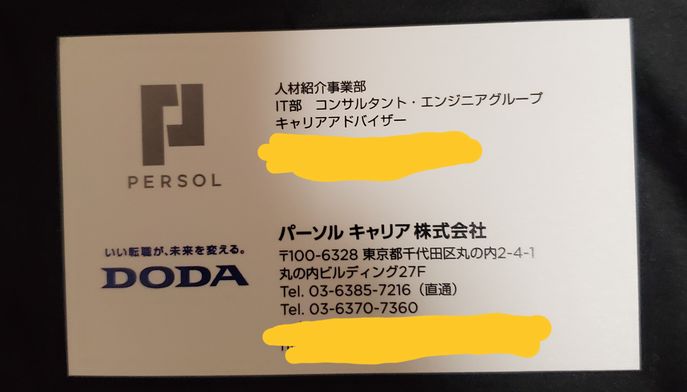 PERSOL
いい転職が、未来を変える。
DODA
人材紹介事業部
IT部 コンサルタント・エンジニアグループ
キャリアアドバイザー
パーソル キャリア株式会社
〒100-6328 東京都千代田区丸の内2-4-1
丸の内ビルディング27F
Tel. 03-6385-7216（直通）
Tel. 03-6370-7360